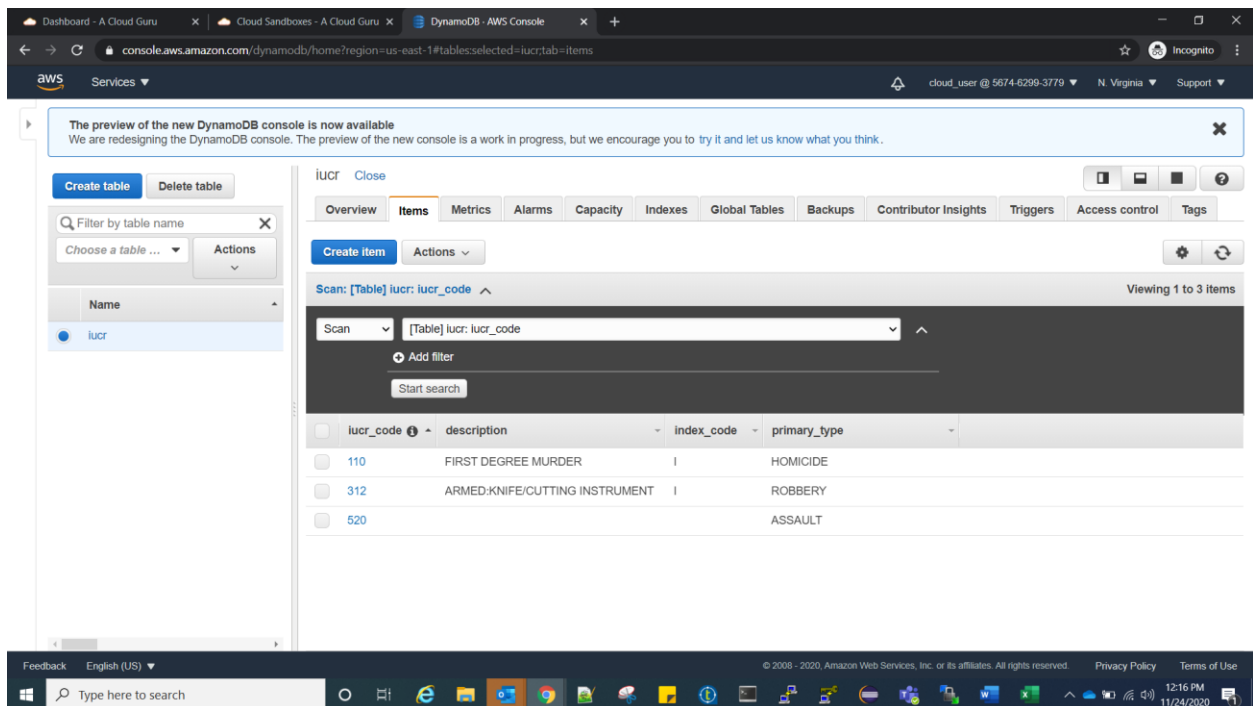 Dashboard - A Cloud Guru
Cloud Sandboxes - A Cloud Guru
DynamoDB - AWS Console
console.aws.amazon.com/dynamodb/home?region=us-east-1#tables:selected=iucr;tab=items
Incognito
aws
Services
cloud_user @ 5674-6299-3779
N. Virginia
Support
The preview of the new DynamoDB console is now available
We are redesigning the DynamoDB console. The preview of the new console is a work in progress, but we encourage you to try it and let us know what you think.
Create table
Delete table
Filter by table name
Choose a table ...
Actions
Name
iucr
iucr Close
Overview Items Metrics Alarms Capacity Indexes Global Tables Backups Contributor Insights Triggers Access control Tags
Create item
Actions
Scan: [Table] iucr: iucr_code
Viewing 1 to 3 items
Scan
[Table] iucr: iucr_code
Add filter
Start search
iucr_code description index_code primary_type
110 FIRST DEGREE MURDER I HOMICIDE
312 ARMED:KNIFE/CUTTING INSTRUMENT I ROBBERY
520 ASSAULT
Feedback
English (US)
© 2008 - 2020, Amazon Web Services, Inc. or its affiliates. All rights reserved.
Privacy Policy
Terms of Use
Type here to search
12:16 PM
11/24/2020